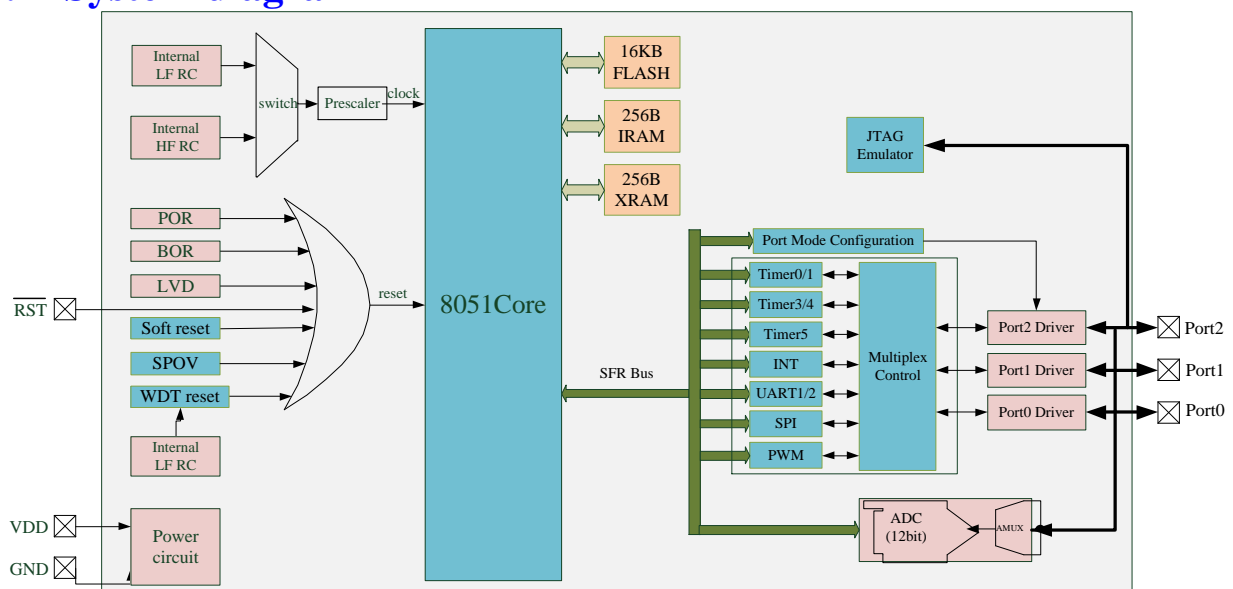 Internal
LF RC
Internal
HF RC
switch
Prescaler
clock
POR
BOR
LVD
RST
Soft reset
SPOV
WDT reset
Internal
LF RC
reset
VDD
GND
Power
circuit
8051Core
16KB
FLASH
256B
IRAM
256B
XRAM
SFR Bus
JTAG
Emulator
Port Mode Configuration
Timer0/1
Timer3/4
Timer5
INT
UART1/2
SPI
PWM
Multiplex
Control
Port2 Driver
Port1 Driver
Port0 Driver
Port2
Port1
Port0
ADC
(12bit)
AMUX